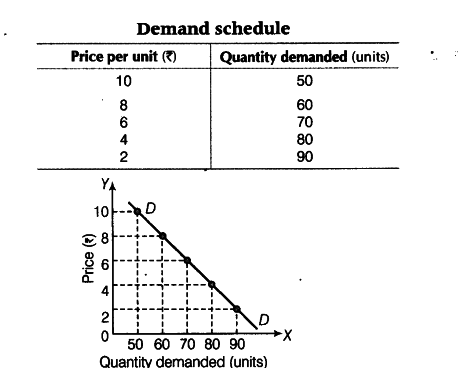 Demand schedule
Price per unit (₹) Quantity demanded (units)
10 50
8 60
6 70
4 80
2 90
Y
10 D
8
6
4
2 D
0 X
50 60 70 80 90
Price (₹)
Quantity demanded (units)